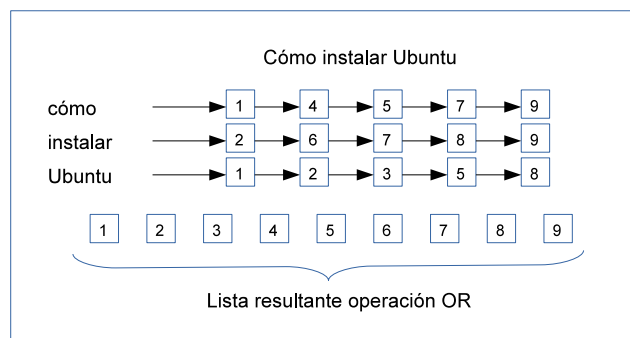 Cómo instalar Ubuntu
cómo 1 4 5 7 9
instalar 2 6 7 8 9
Ubuntu 1 2 3 5 8
1 2 3 4 5 6 7 8 9
Lista resultante operación OR